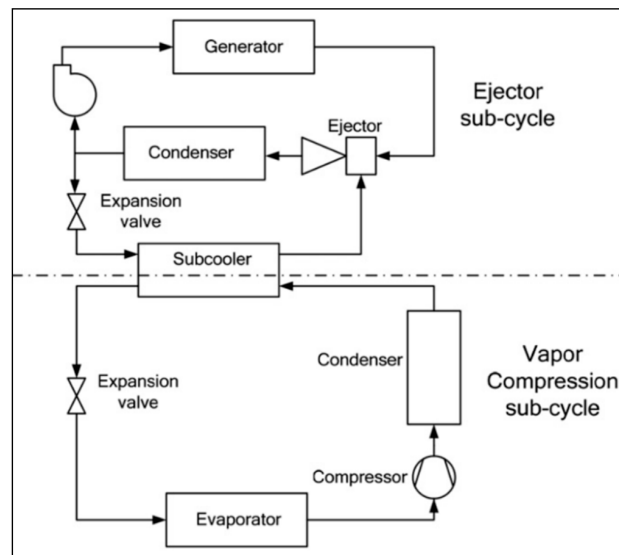 Generator
Ejector
sub-cycle
Ejector
Condenser
Expansion
valve
Subcooler
Condenser
Vapor
Compression
sub-cycle
Expansion
valve
Compressor
Evaporator